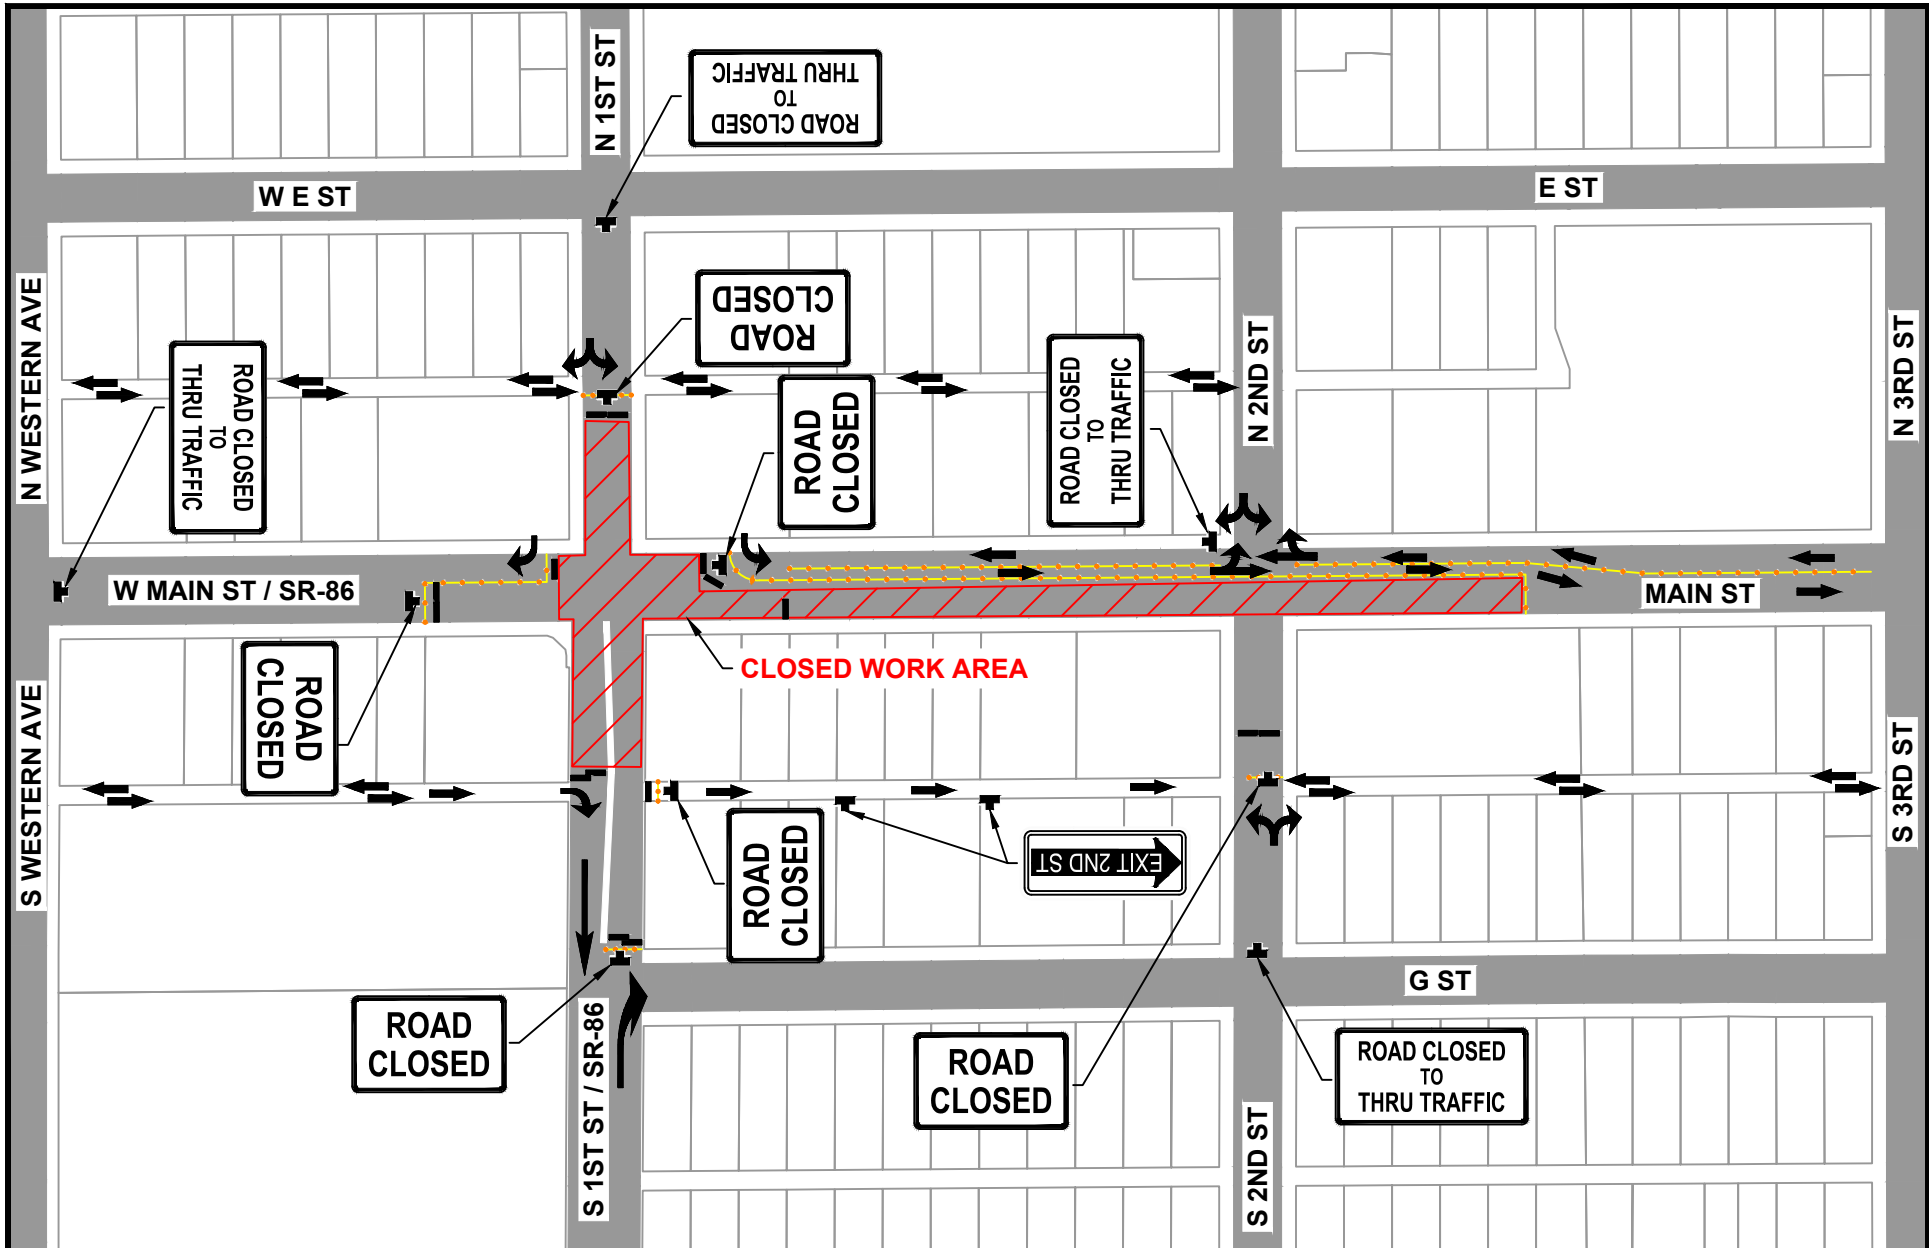 N 1ST ST
ROAD CLOSED
TO
THRU TRAFFIC
W E ST
E ST
N WESTERN AVE
ROAD CLOSED
TO
THRU TRAFFIC
ROAD
CLOSED
ROAD
CLOSED
ROAD CLOSED
TO
THRU TRAFFIC
N 2ND ST
N 3RD ST
W MAIN ST / SR-86
MAIN ST
CLOSED WORK AREA
S WESTERN AVE
ROAD
CLOSED
ROAD
CLOSED
EXIT 2ND ST
S 3RD ST
G ST
ROAD
CLOSED
S 1ST ST / SR-86
ROAD
CLOSED
S 2ND ST
ROAD CLOSED
TO
THRU TRAFFIC